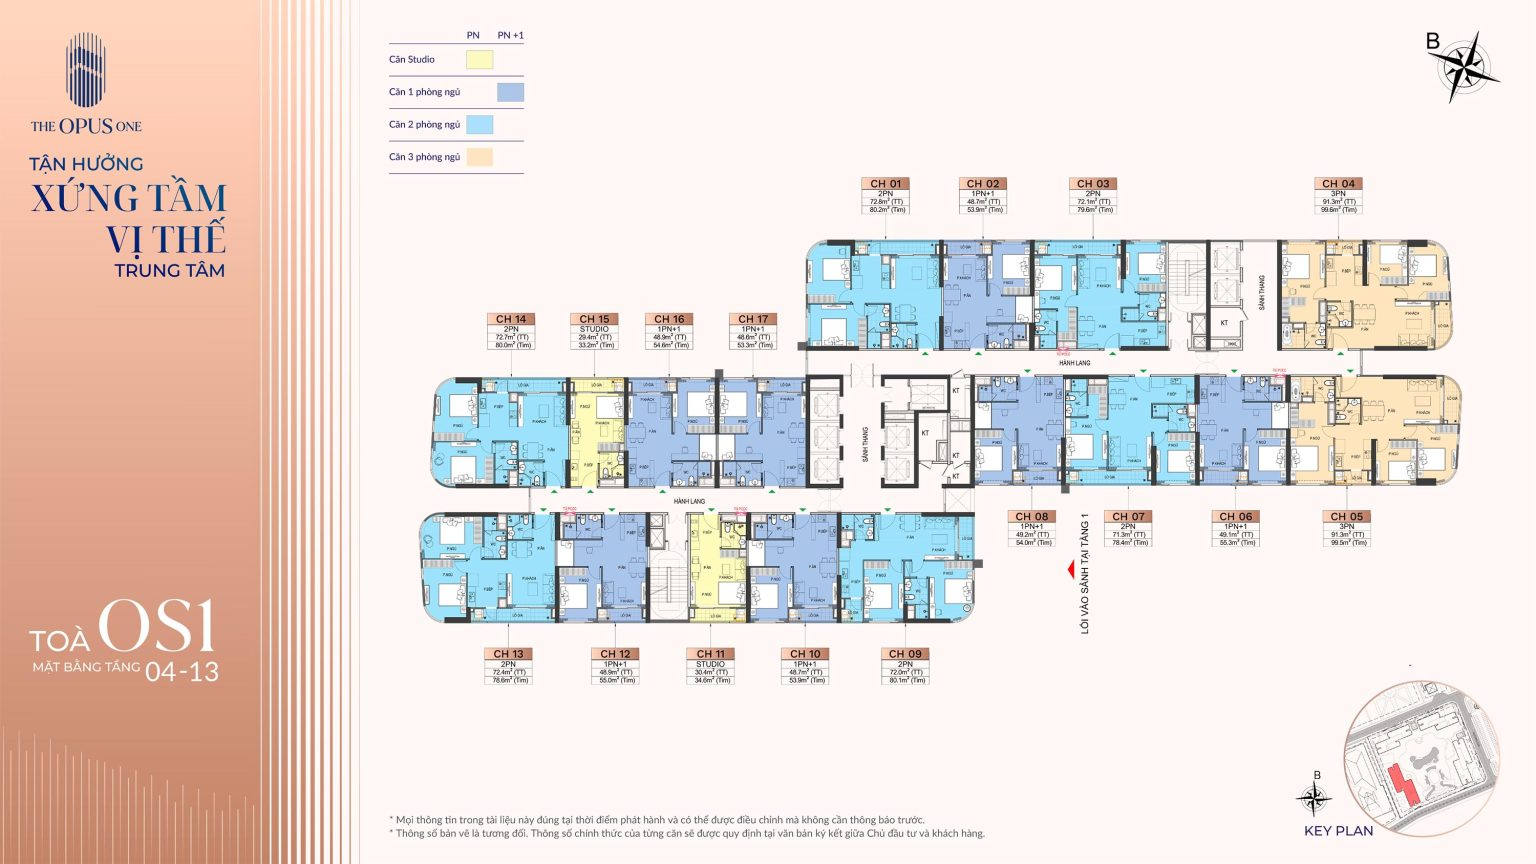 THE OPUS ONE
TẬN HƯỞNG
XỨNG TẦM
VỊ THẾ
TRUNG TÂM
TOÀ OS1
MẶT BẰNG TẦNG 04-13
PN PN +1
Căn Studio
Căn 1 phòng ngủ
Căn 2 phòng ngủ
Căn 3 phòng ngủ
B
CH 01
2PN
72.8m² (TT)
80.2m² (Tim)
CH 02
1PN+1
48.7m² (TT)
53.9m² (Tim)
CH 03
2PN
72.1m² (TT)
79.6m² (Tim)
CH 04
3PN
91.3m² (TT)
99.6m² (Tim)
CH 14
2PN
72.7m² (TT)
80.0m² (Tim)
CH 15
STUDIO
29.4m² (TT)
33.2m² (Tim)
CH 16
1PN+1
48.9m² (TT)
54.6m² (Tim)
CH 17
1PN+1
48.6m² (TT)
53.3m² (Tim)
SẢNH THANG
KT
HÀNH LANG
SẢNH THANG
KT
KT
KT
KT
HÀNH LANG
CH 08
1PN+1
49.2m² (TT)
54.0m² (Tim)
CH 07
2PN
71.3m² (TT)
78.4m² (Tim)
CH 06
1PN+1
49.1m² (TT)
55.3m² (Tim)
CH 05
3PN
91.3m² (TT)
99.5m² (Tim)
LỐI VÀO SẢNH TẠI TẦNG 1
CH 13
2PN
72.4m² (TT)
78.6m² (Tim)
CH 12
1PN+1
48.9m² (TT)
55.0m² (Tim)
CH 11
STUDIO
30.4m² (TT)
34.6m² (Tim)
CH 10
1PN+1
48.7m² (TT)
53.9m² (Tim)
CH 09
2PN
72.0m² (TT)
80.1m² (Tim)
B
KEY PLAN
* Mọi thông tin trong tài liệu này đúng tại thời điểm phát hành và có thể được điều chỉnh mà không cần thông báo trước.
* Thông số bản vẽ là tương đối. Thông số chính thức của từng căn sẽ được quy định tại văn bản ký kết giữa Chủ đầu tư và khách hàng.